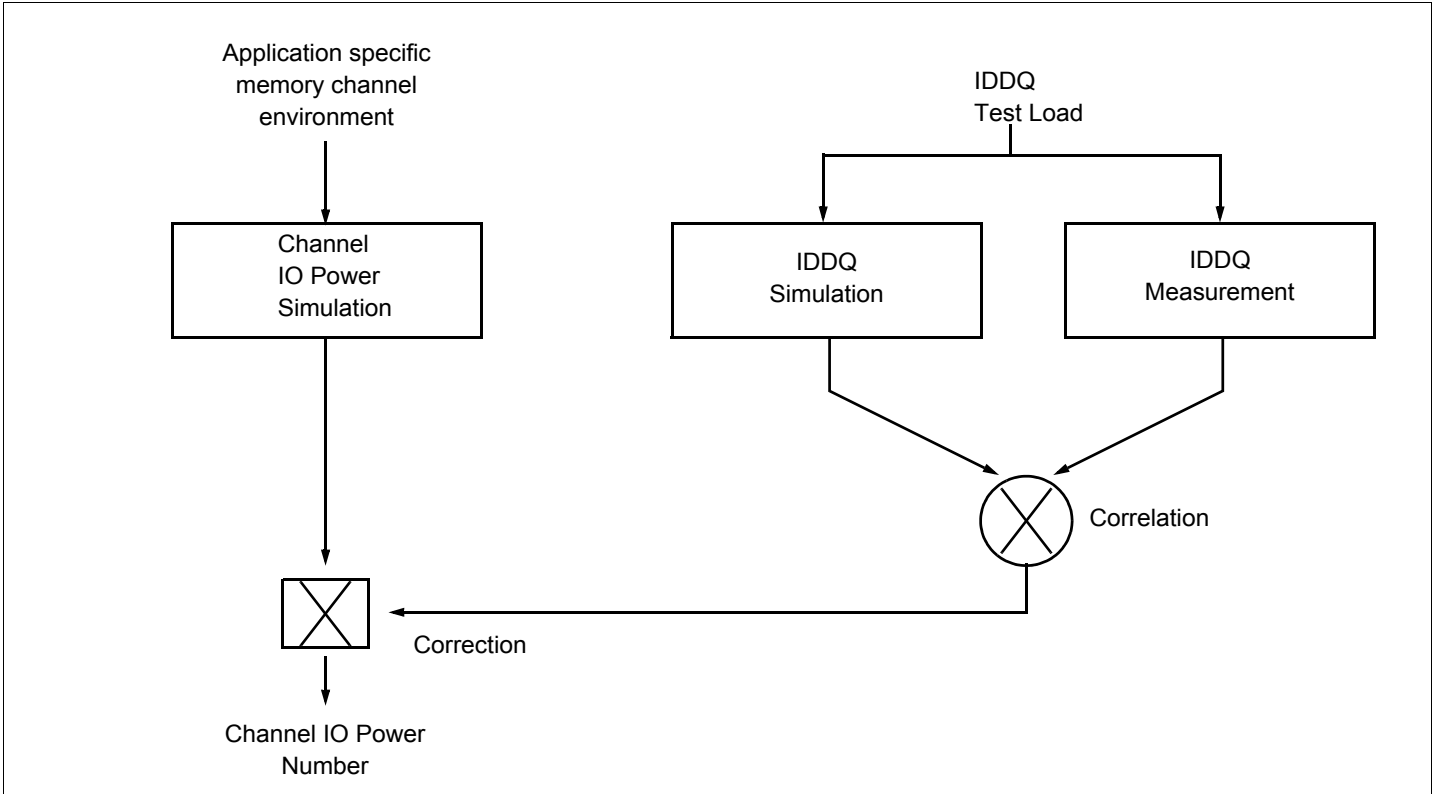 Application specific
memory channel
environment
IDDQ
Test Load
Channel
IO Power
Simulation
IDDQ
Simulation
IDDQ
Measurement
Correlation
Correction
Channel IO Power
Number